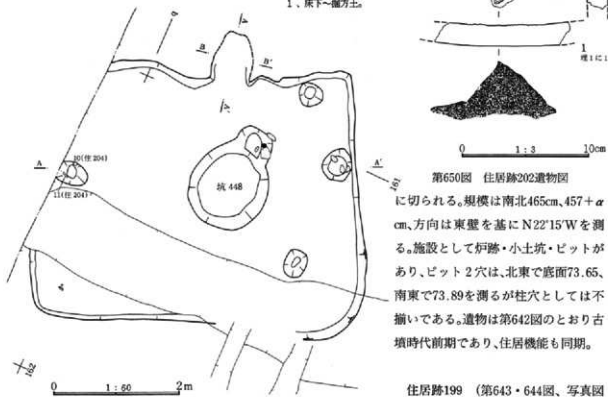 1、床下～掘方土。
B
A
B
B'
A'
A
A'
10(住204)
11(住204)
坑 448
161
162
0 1:60 2m
1
0 1:3 10cm
第650図 住居跡202遺物図
に切られる。規模は南北465cm、457+α
cm、方向は東壁を基にN22°15′Wを測
る。施設として炉跡・小土坑・ピットが
あり、ピット2穴は、北東で底面73.65、
南東で73.89を測るが柱穴としては不
揃いである。遺物は第642図のとおり古
墳時代前期であり、住居機能も同期。
住居跡199 (第643・644図、写真図